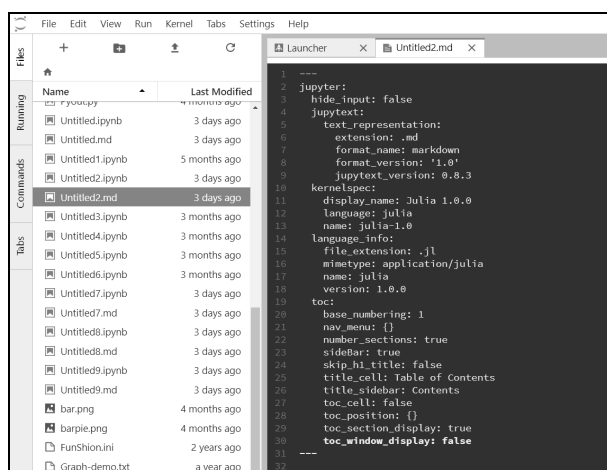 File Edit View Run Kernel Tabs Settings Help
Files
Running
Commands
Tabs
Name Last Modified
Pyout.py 4 months ago
Untitled.ipynb 3 days ago
Untitled.md 3 days ago
Untitled1.ipynb 5 months ago
Untitled2.ipynb 3 days ago
Untitled2.md 3 days ago
Untitled3.ipynb 3 months ago
Untitled4.ipynb 3 months ago
Untitled5.ipynb 3 months ago
Untitled6.ipynb 3 months ago
Untitled7.ipynb 3 days ago
Untitled7.md 3 days ago
Untitled8.ipynb 3 days ago
Untitled8.md 3 days ago
Untitled9.ipynb 3 days ago
Untitled9.md 3 days ago
bar.png 4 months ago
barpie.png 4 months ago
FunShion.ini 2 years ago
Graph-demo.txt a year ago
Launcher × Untitled2.md ×
1 ---
2 jupyter:
3 hide_input: false
4 jupytext:
5 text_representation:
6 extension: .md
7 format_name: markdown
8 format_version: '1.0'
9 jupytext_version: 0.8.3
10 kernelspec:
11 display_name: Julia 1.0.0
12 language: julia
13 name: julia-1.0
14 language_info:
15 file_extension: .jl
16 mimetype: application/julia
17 name: julia
18 version: 1.0.0
19 toc:
20 base_numbering: 1
21 nav_menu: {}
22 number_sections: true
23 sideBar: true
24 skip_h1_title: false
25 title_cell: Table of Contents
26 title_sidebar: Contents
27 toc_cell: false
28 toc_position: {}
29 toc_section_display: true
30 toc_window_display: false
31 ---
32